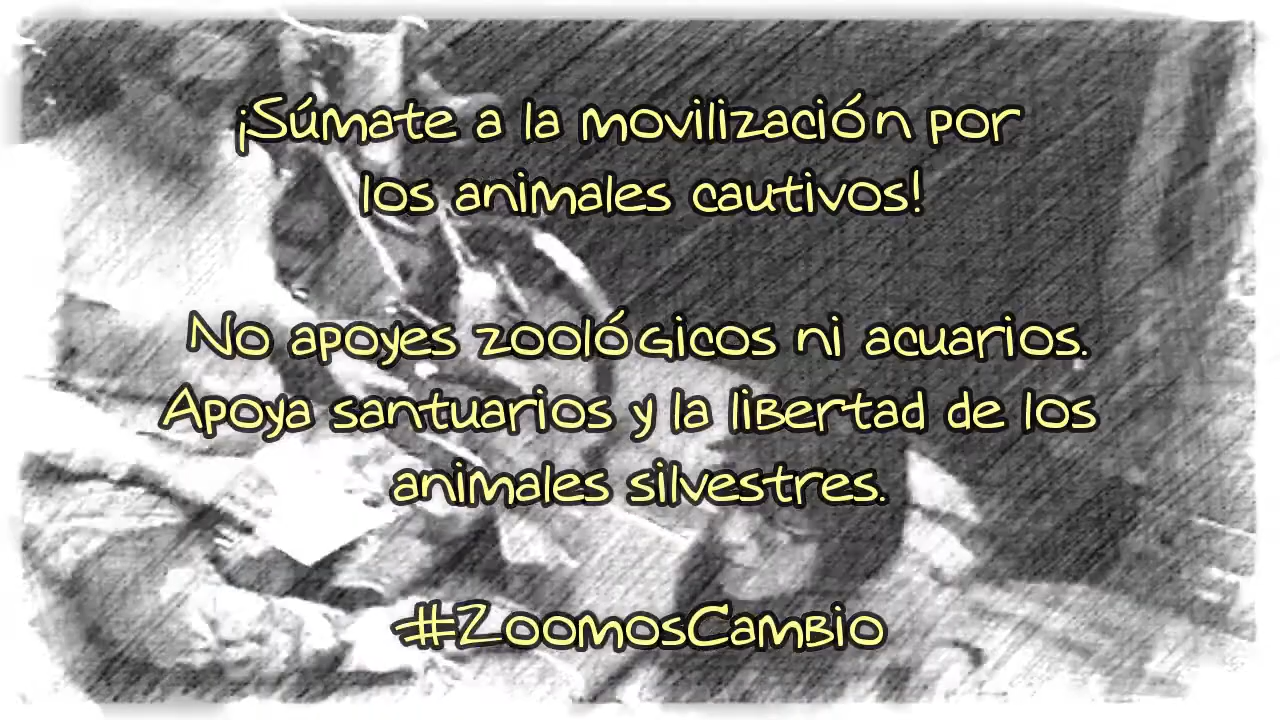 ¡Súmate a la movilización por
los animales cautivos!
No apoyes zoológicos ni acuarios.
Apoya santuarios y la libertad de los
animales silvestres.
#ZoomosCambio